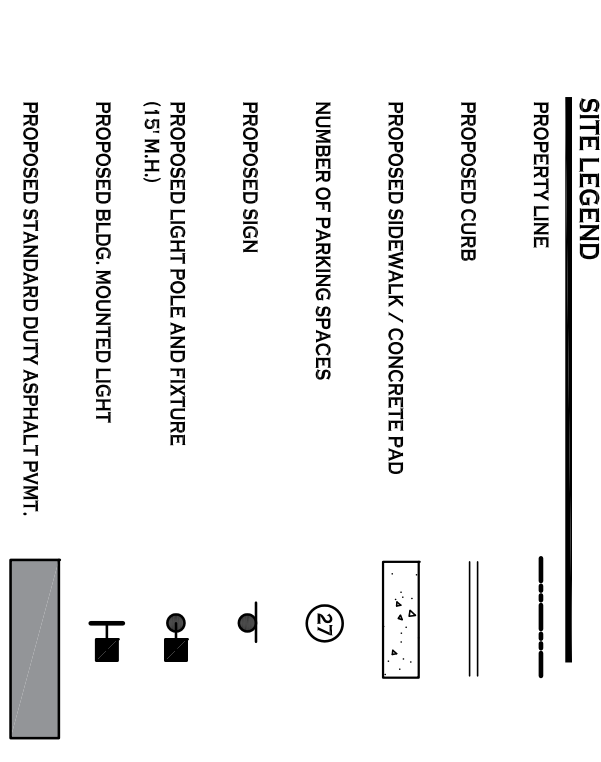 SITE LEGEND
PROPERTY LINE
PROPOSED CURB
PROPOSED SIDEWALK / CONCRETE PAD
NUMBER OF PARKING SPACES
27
PROPOSED SIGN
PROPOSED LIGHT POLE AND FIXTURE
(15' M.H.)
PROPOSED BLDG. MOUNTED LIGHT
PROPOSED STANDARD DUTY ASPHALT PVMT.